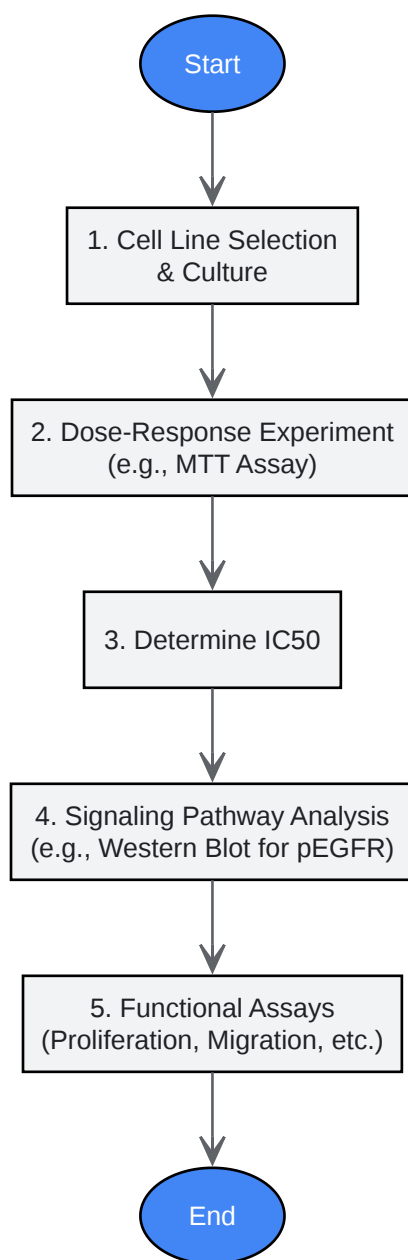 Start
1. Cell Line Selection
& Culture
2. Dose-Response Experiment
(e.g., MTT Assay)
3. Determine IC50
4. Signaling Pathway Analysis
(e.g., Western Blot for pEGFR)
5. Functional Assays
(Proliferation, Migration, etc.)
End